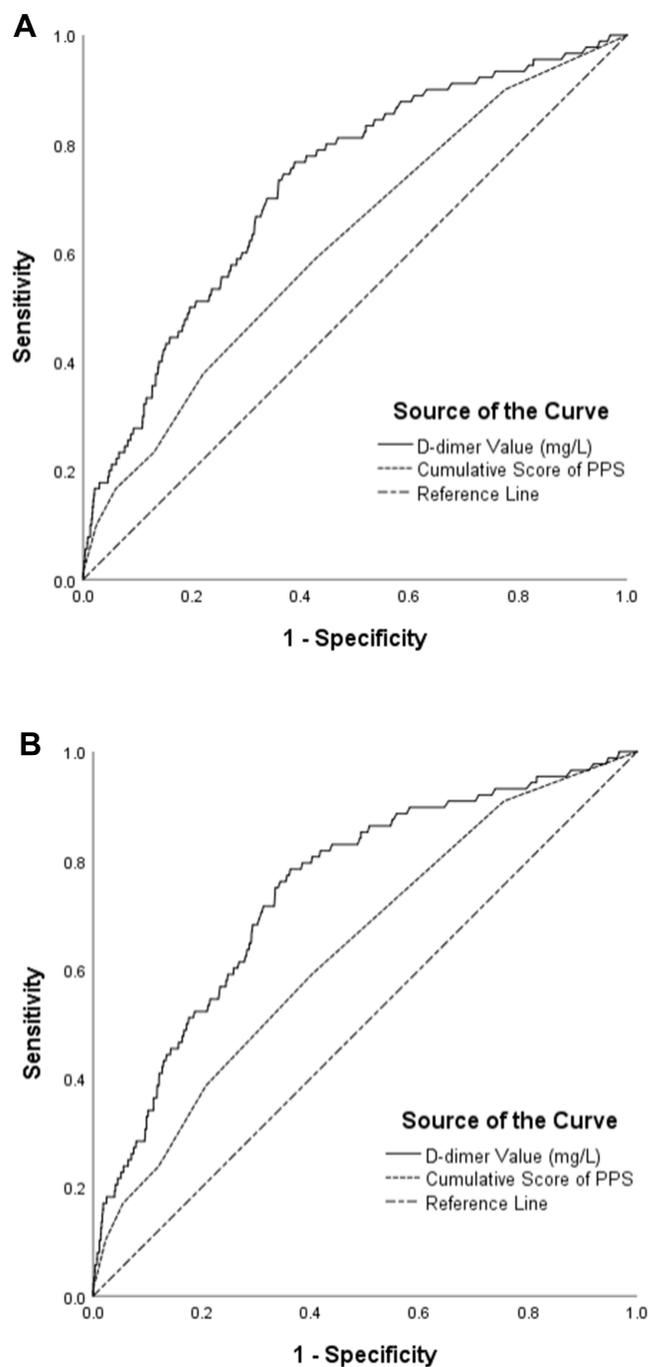 A
1.0
0.8
0.6
0.4
0.2
0.0
Sensitivity
Source of the Curve
D-dimer Value (mg/L)
Cumulative Score of PPS
Reference Line
0.0 0.2 0.4 0.6 0.8 1.0
1 - Specificity
B
1.0
0.8
0.6
0.4
0.2
0.0
Sensitivity
Source of the Curve
D-dimer Value (mg/L)
Cumulative Score of PPS
Reference Line
0.0 0.2 0.4 0.6 0.8 1.0
1 - Specificity